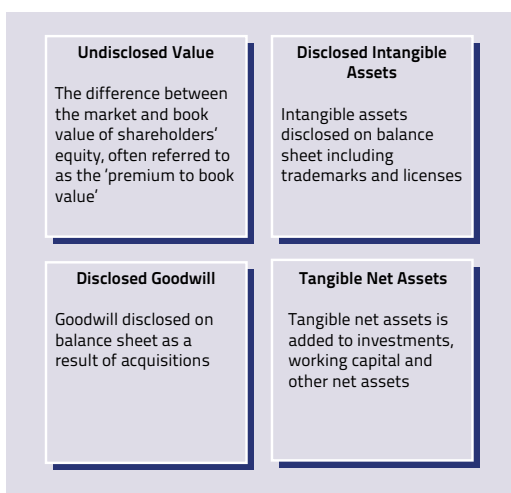 Undisclosed Value
The difference between
the market and book
value of shareholders'
equity, often referred to
as the 'premium to book
value'
Disclosed Intangible
Assets
Intangible assets
disclosed on balance
sheet including
trademarks and licenses
Disclosed Goodwill
Goodwill disclosed on
balance sheet as a
result of acquisitions
Tangible Net Assets
Tangible net assets is
added to investments,
working capital and
other net assets